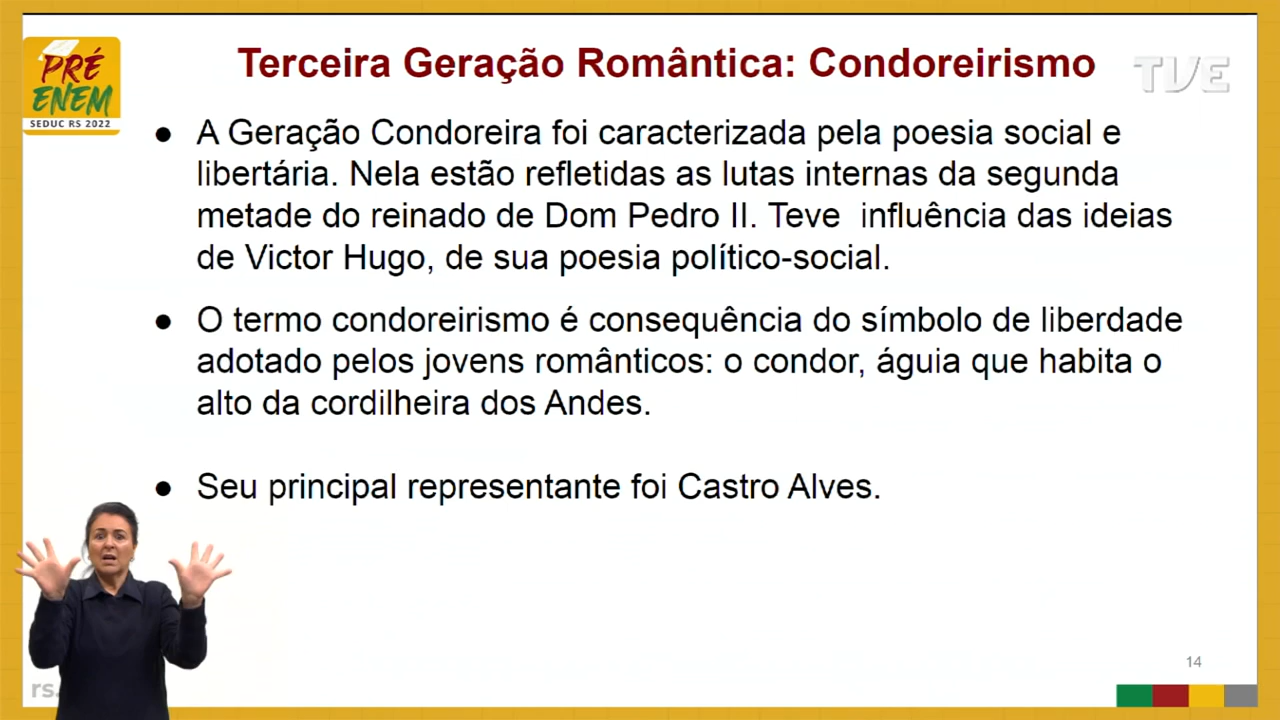 PRÉ
ENEM
SEDUC RS 2022
Terceira Geração Romântica: Condoreirismo
TVE
● A Geração Condoreira foi caracterizada pela poesia social e
libertária. Nela estão refletidas as lutas internas da segunda
metade do reinado de Dom Pedro II. Teve  influência das ideias
de Victor Hugo, de sua poesia político-social.
● O termo condoreirismo é consequência do símbolo de liberdade
adotado pelos jovens românticos: o condor, águia que habita o
alto da cordilheira dos Andes.
● Seu principal representante foi Castro Alves.
14
rs.